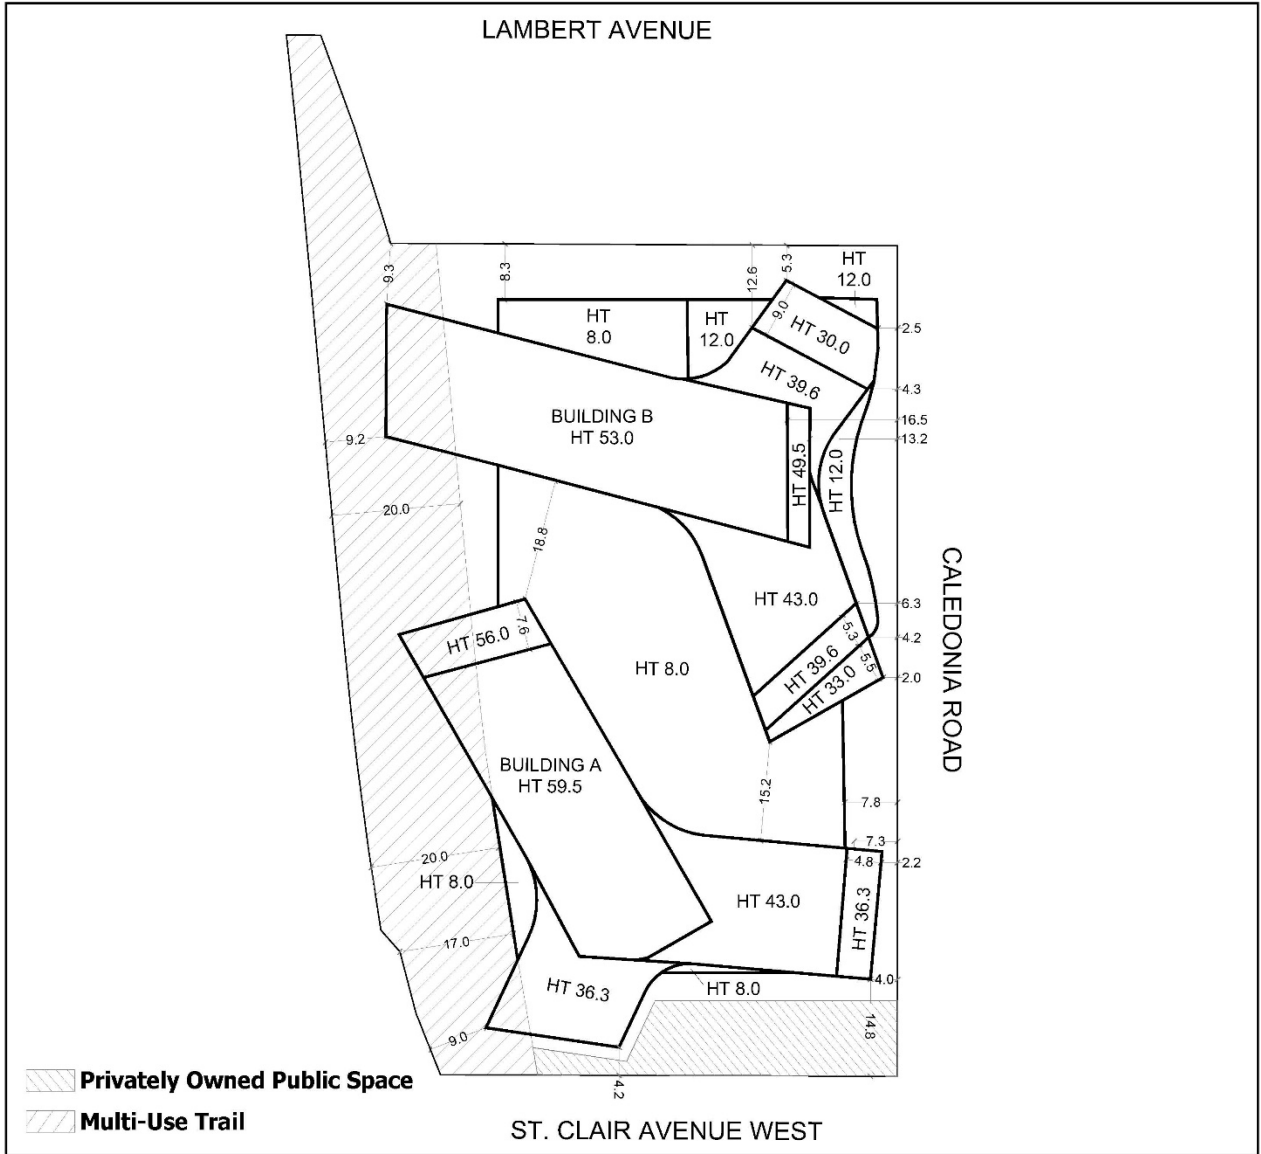 LAMBERT AVENUE
9.3
8.3
12.6
5.3
HT
12.0
9.0
HT
8.0
HT
12.0
HT 30.0
2.5
HT 39.6
4.3
16.5
13.2
BUILDING B
HT 53.0
9.2
HT 49.5
HT 12.0
20.0
18.8
CALEDONIA ROAD
HT 43.0
6.3
7.6
5.3
HT 56.0
4.2
HT 39.6
5.5
HT 8.0
HT 33.0
2.0
BUILDING A
HT 59.5
15.2
7.8
7.3
20.0
4.8
2.2
HT 8.0
HT 43.0
HT 36.3
17.0
4.0
HT 36.3
HT 8.0
14.8
9.0
Privately Owned Public Space
4.2
Multi-Use Trail
ST. CLAIR AVENUE WEST